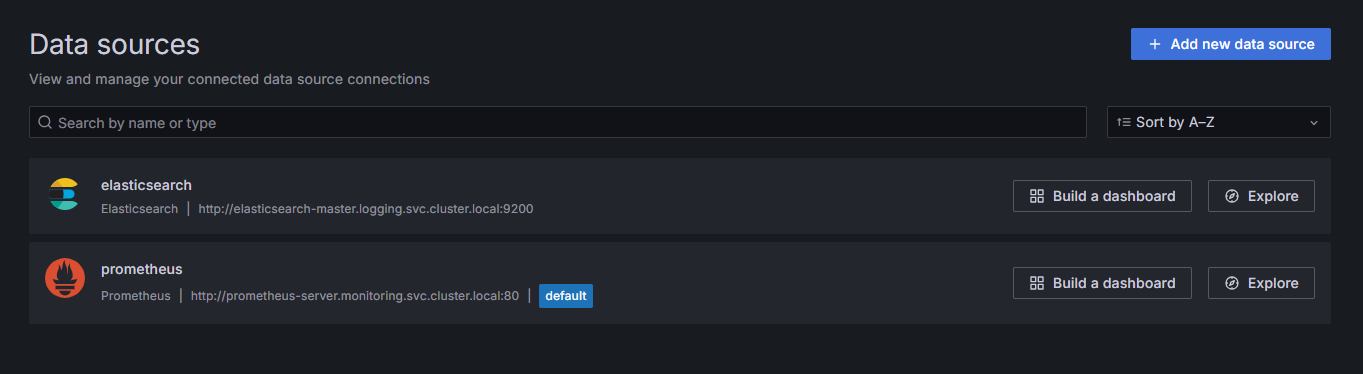 Data sources
Add new data source
View and manage your connected data source connections
Search by name or type
Sort by A–Z
elasticsearch
Elasticsearch | http://elasticsearch-master.logging.svc.cluster.local:9200
Build a dashboard
Explore
prometheus
Prometheus | http://prometheus-server.monitoring.svc.cluster.local:80 | default
Build a dashboard
Explore